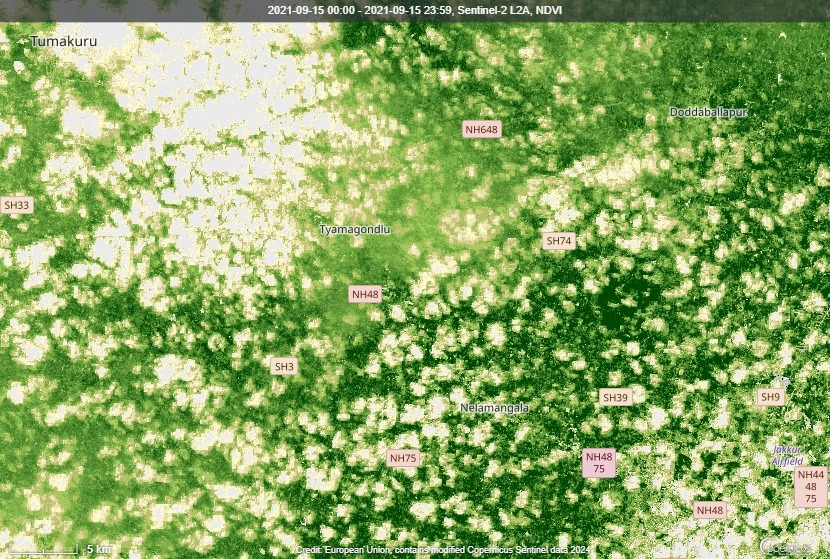 2021-09-15 00:00 - 2021-09-15 23:59, Sentinel-2 L2A, NDVI
Tumakuru
Doddaballapur
NH648
SH33
Tyamagondlu
SH74
NH48
SH3
SH39
SH9
Nelamangala
Jakkur
Airfield
NH75
NH48
75
NH44
48
75
NH48
5 km
Credit: European Union, contains modified Copernicus Sentinel data 2024